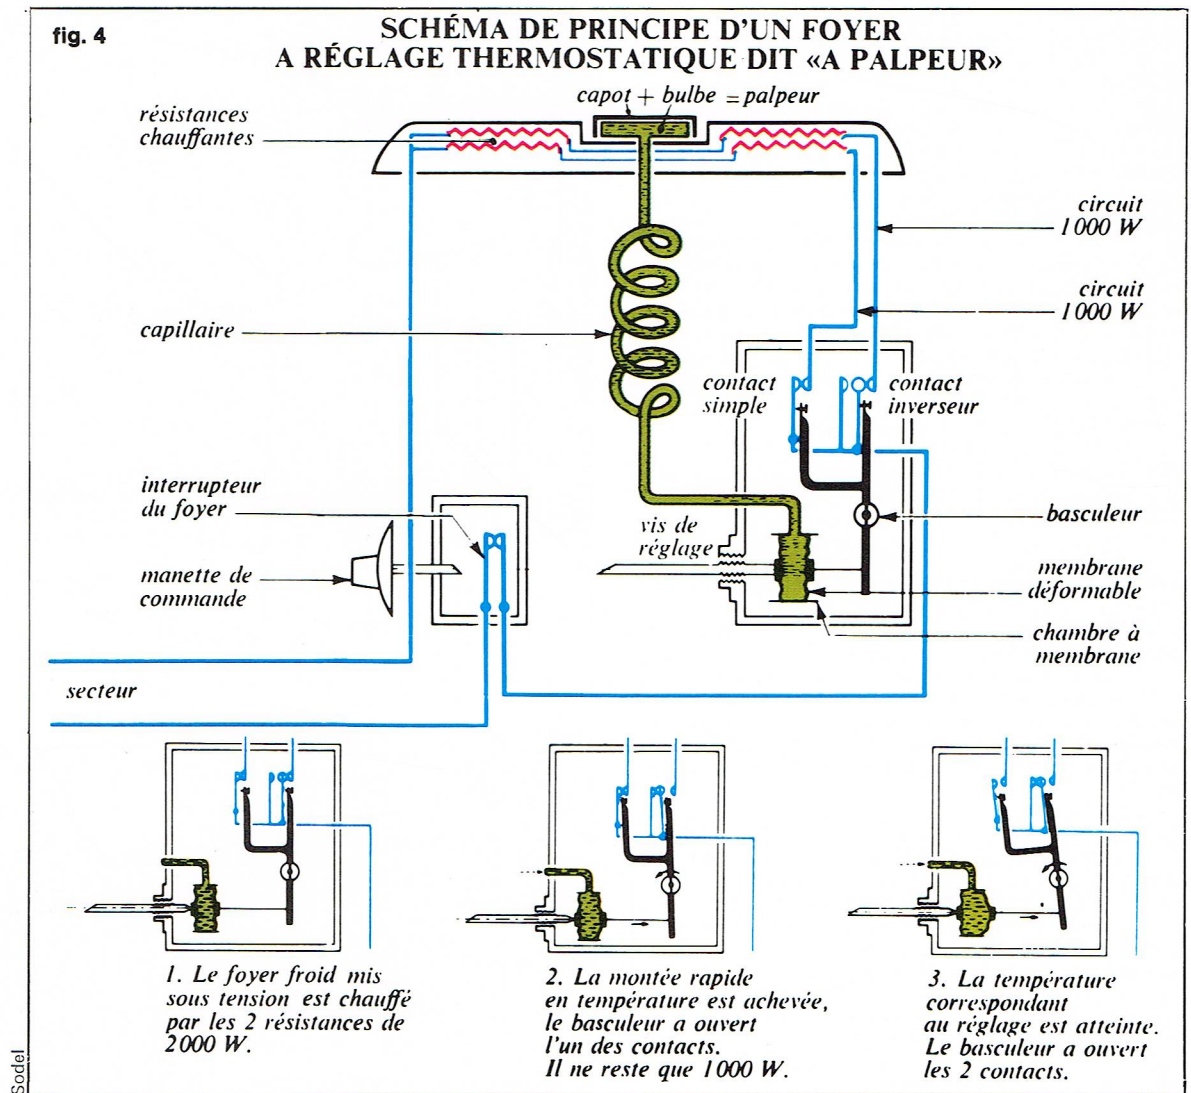 fig. 4
SCHÉMA DE PRINCIPE D'UN FOYER
A RÉGLAGE THERMOSTATIQUE DIT «A PALPEUR»
capot + bulbe = palpeur
résistances
chauffantes
circuit
1000 W
circuit
1000 W
capillaire
contact
simple
contact
inverseur
interrupteur
du foyer
vis de
réglage
basculeur
manette de
commande
membrane
déformable
chambre à
membrane
secteur
1. Le foyer froid mis
sous tension est chauffé
par les 2 résistances de
2000 W.
2. La montée rapide
en température est achevée,
le basculeur a ouvert
l'un des contacts.
Il ne reste que 1000 W.
3. La température
correspondant
au réglage est atteinte.
Le basculeur a ouvert
les 2 contacts.
Sodel